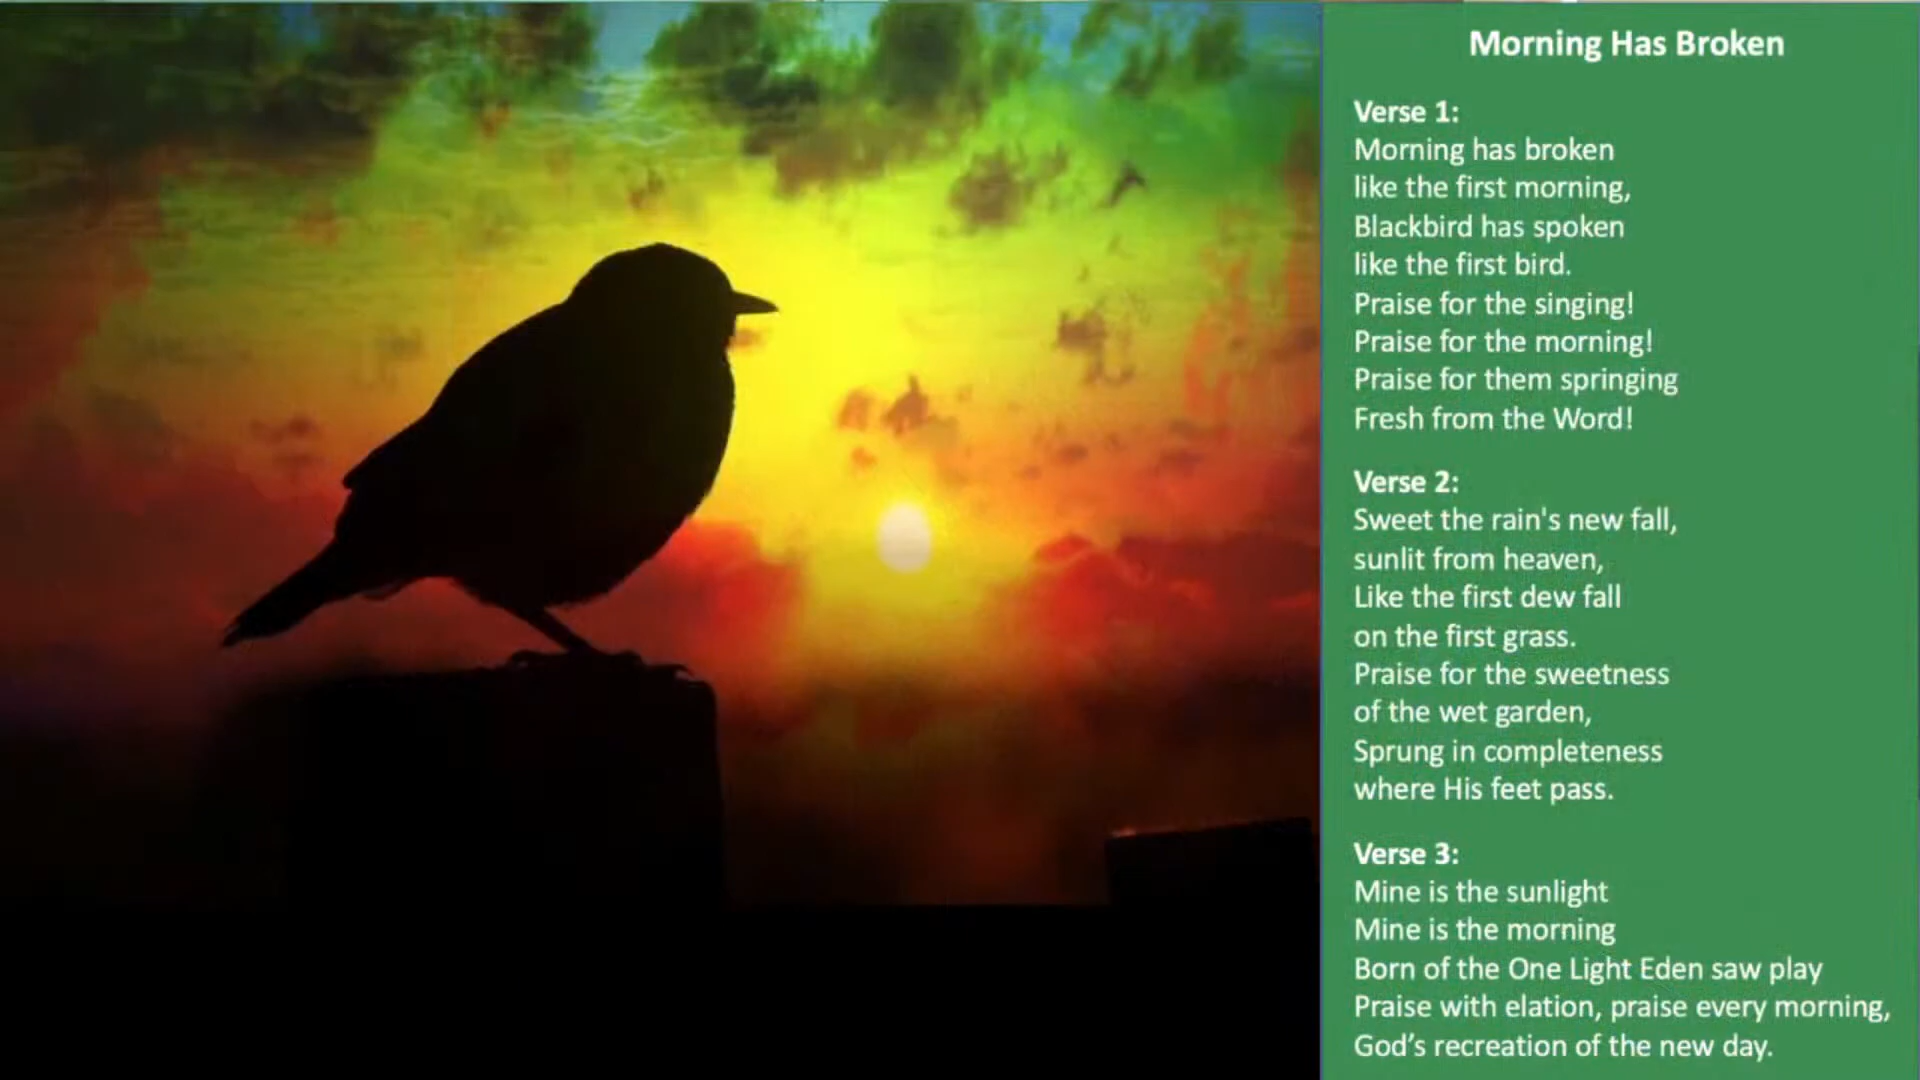 Morning Has Broken
Verse 1:
Morning has broken
like the first morning,
Blackbird has spoken
like the first bird.
Praise for the singing!
Praise for the morning!
Praise for them springing
Fresh from the Word!
Verse 2:
Sweet the rain's new fall,
sunlit from heaven,
Like the first dew fall
on the first grass.
Praise for the sweetness
of the wet garden,
Sprung in completeness
where His feet pass.
Verse 3:
Mine is the sunlight
Mine is the morning
Born of the One Light Eden saw play
Praise with elation, praise every morning,
God’s recreation of the new day.